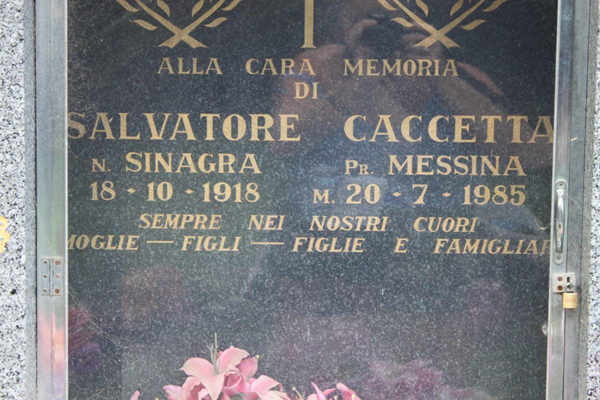 ALLA CARA MEMORIA
DI
SALVATORE CACCETTA
N. SINAGRA PR. MESSINA
18-10-1918 M. 20-7-1985
SEMPRE NEI NOSTRI CUORI
MOGLIE — FIGLI — FIGLIE E FAMIGLIAR